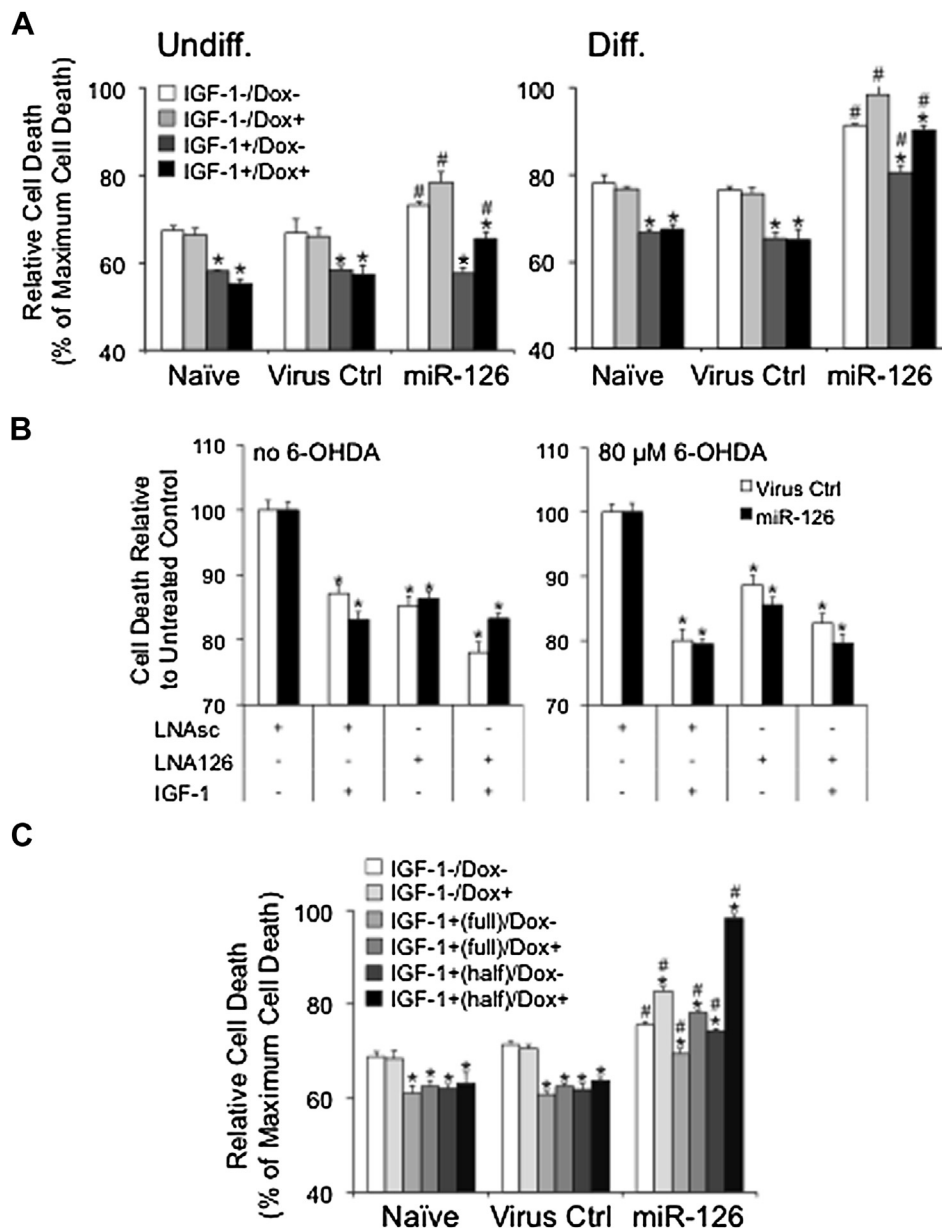 A
Undiff.
Diff.
Relative Cell Death
(% of Maximum Cell Death)
100
80
60
40
IGF-1-/Dox-
IGF-1-/Dox+
IGF-1+/Dox-
IGF-1+/Dox+
* * * * # # * # *
Naïve Virus Ctrl miR-126
100
80
60
40
* * * * # # # * # *
Naïve Virus Ctrl miR-126
B
Cell Death Relative
to Untreated Control
110
100
90
80
70
no 6-OHDA
* * * * * *
110
100
90
80
70
80 µM 6-OHDA
Virus Ctrl
miR-126
* * * * * *
LNAsc + + - - + + - -
LNA126 - - + + - - + +
IGF-1 - + - + - + - +
C
Relative Cell Death
(% of Maximum Cell Death)
100
80
60
40
IGF-1-/Dox-
IGF-1-/Dox+
IGF-1+(full)/Dox-
IGF-1+(full)/Dox+
IGF-1+(half)/Dox-
IGF-1+(half)/Dox+
* * * * * * * * # # * # * # * # * # *
Naïve Virus Ctrl miR-126